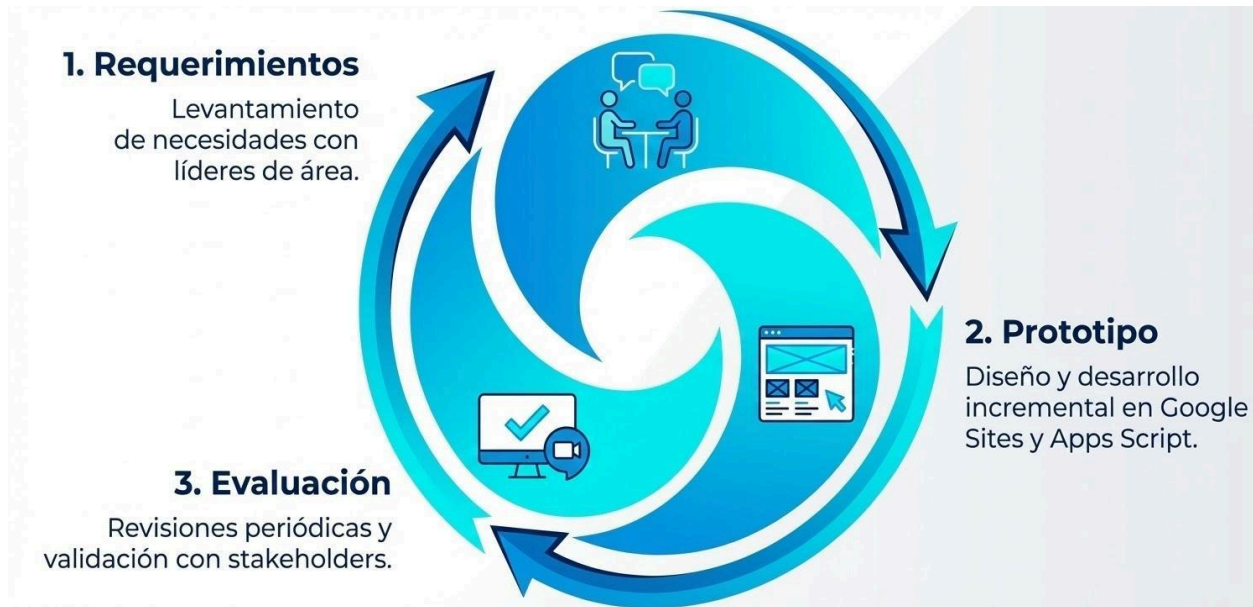 1. Requerimientos
Levantamiento
de necesidades con
líderes de área.
2. Prototipo
Diseño y desarrollo
incremental en Google
Sites y Apps Script.
3. Evaluación
Revisiones periódicas y
validación con stakeholders.